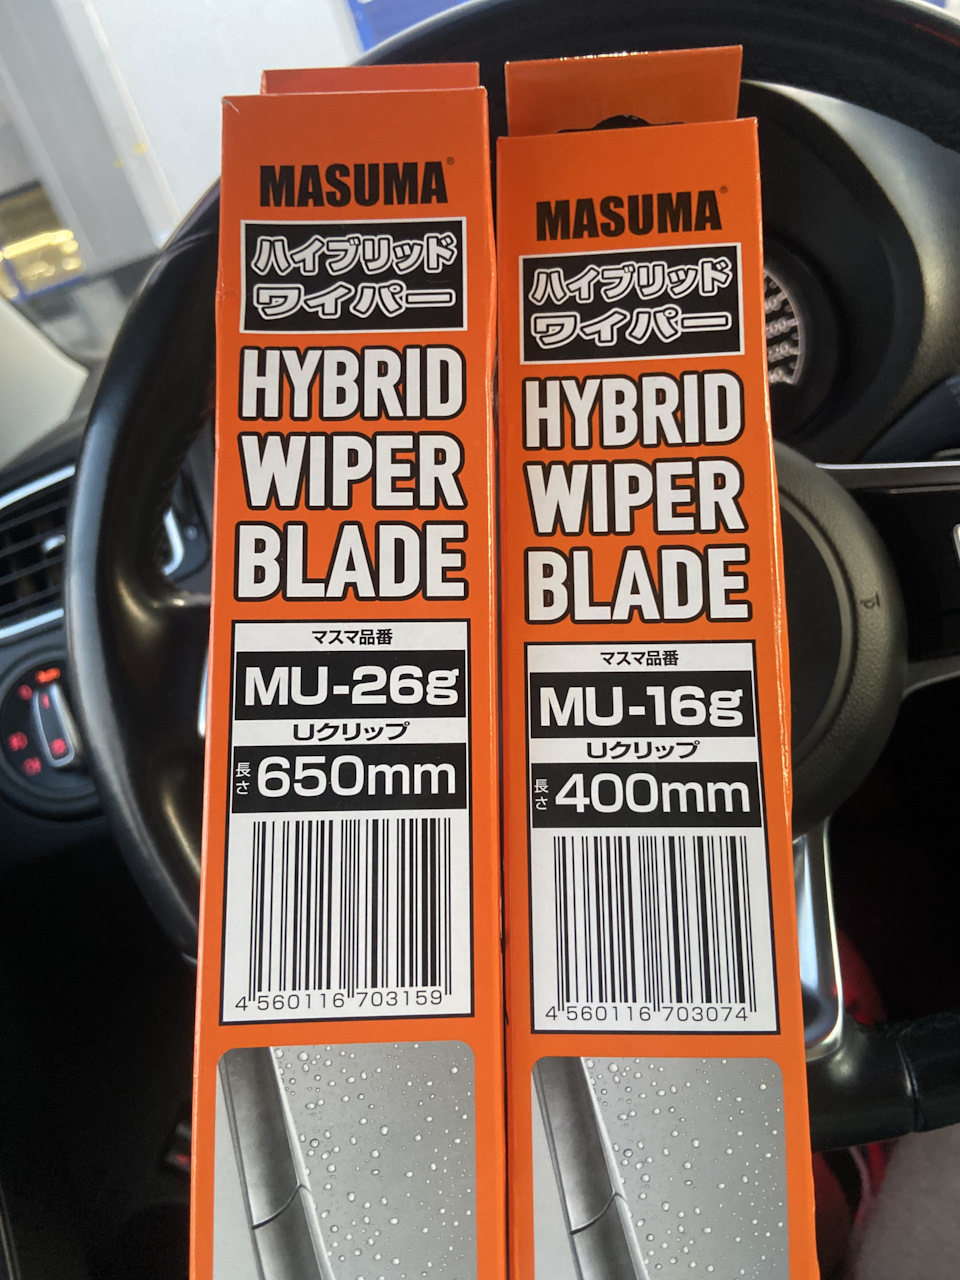 MASUMA®
ハイブリッド
ワイパー
HYBRID
WIPER
BLADE
マスマ品番
MU-26g
Uクリップ
長さ 650mm
4 560116 703159
MASUMA®
ハイブリッド
ワイパー
HYBRID
WIPER
BLADE
マスマ品番
MU-16g
Uクリップ
長さ 400mm
4 560116 703074